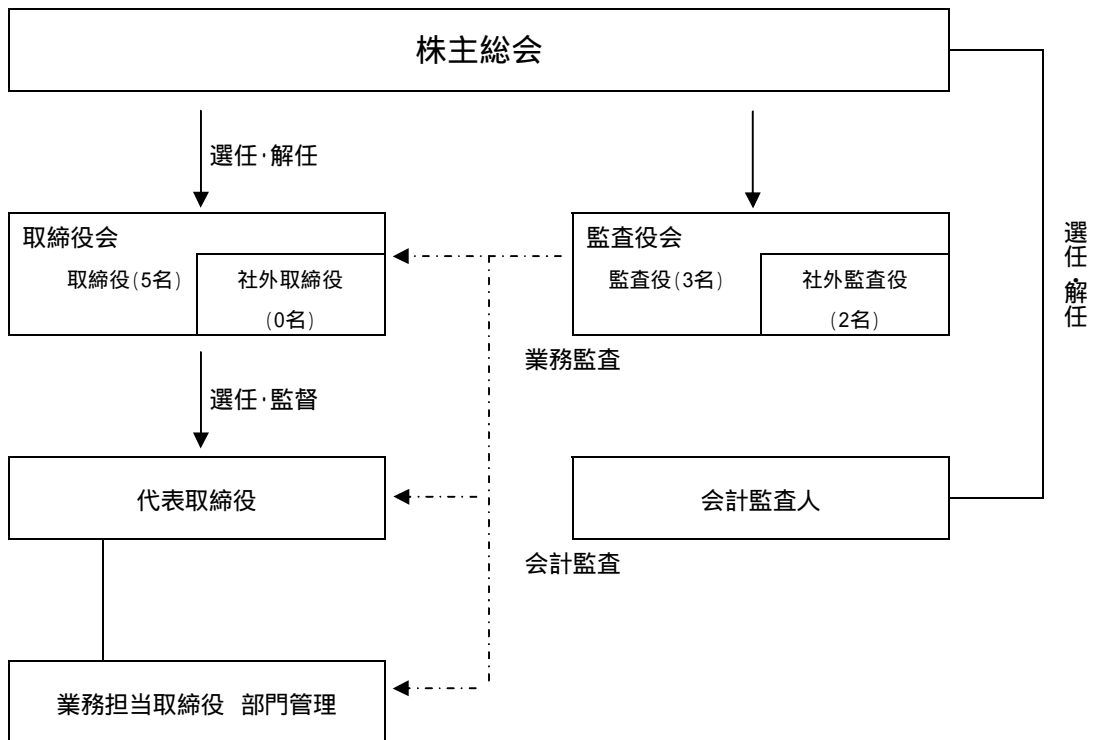 株主総会
選任・解任
取締役会
取締役(5名)
社外取締役
(0名)
監査役会
監査役(3名)
社外監査役
(2名)
選任・解任
業務監査
選任・監督
代表取締役
会計監査人
会計監査
業務担当取締役 部門管理